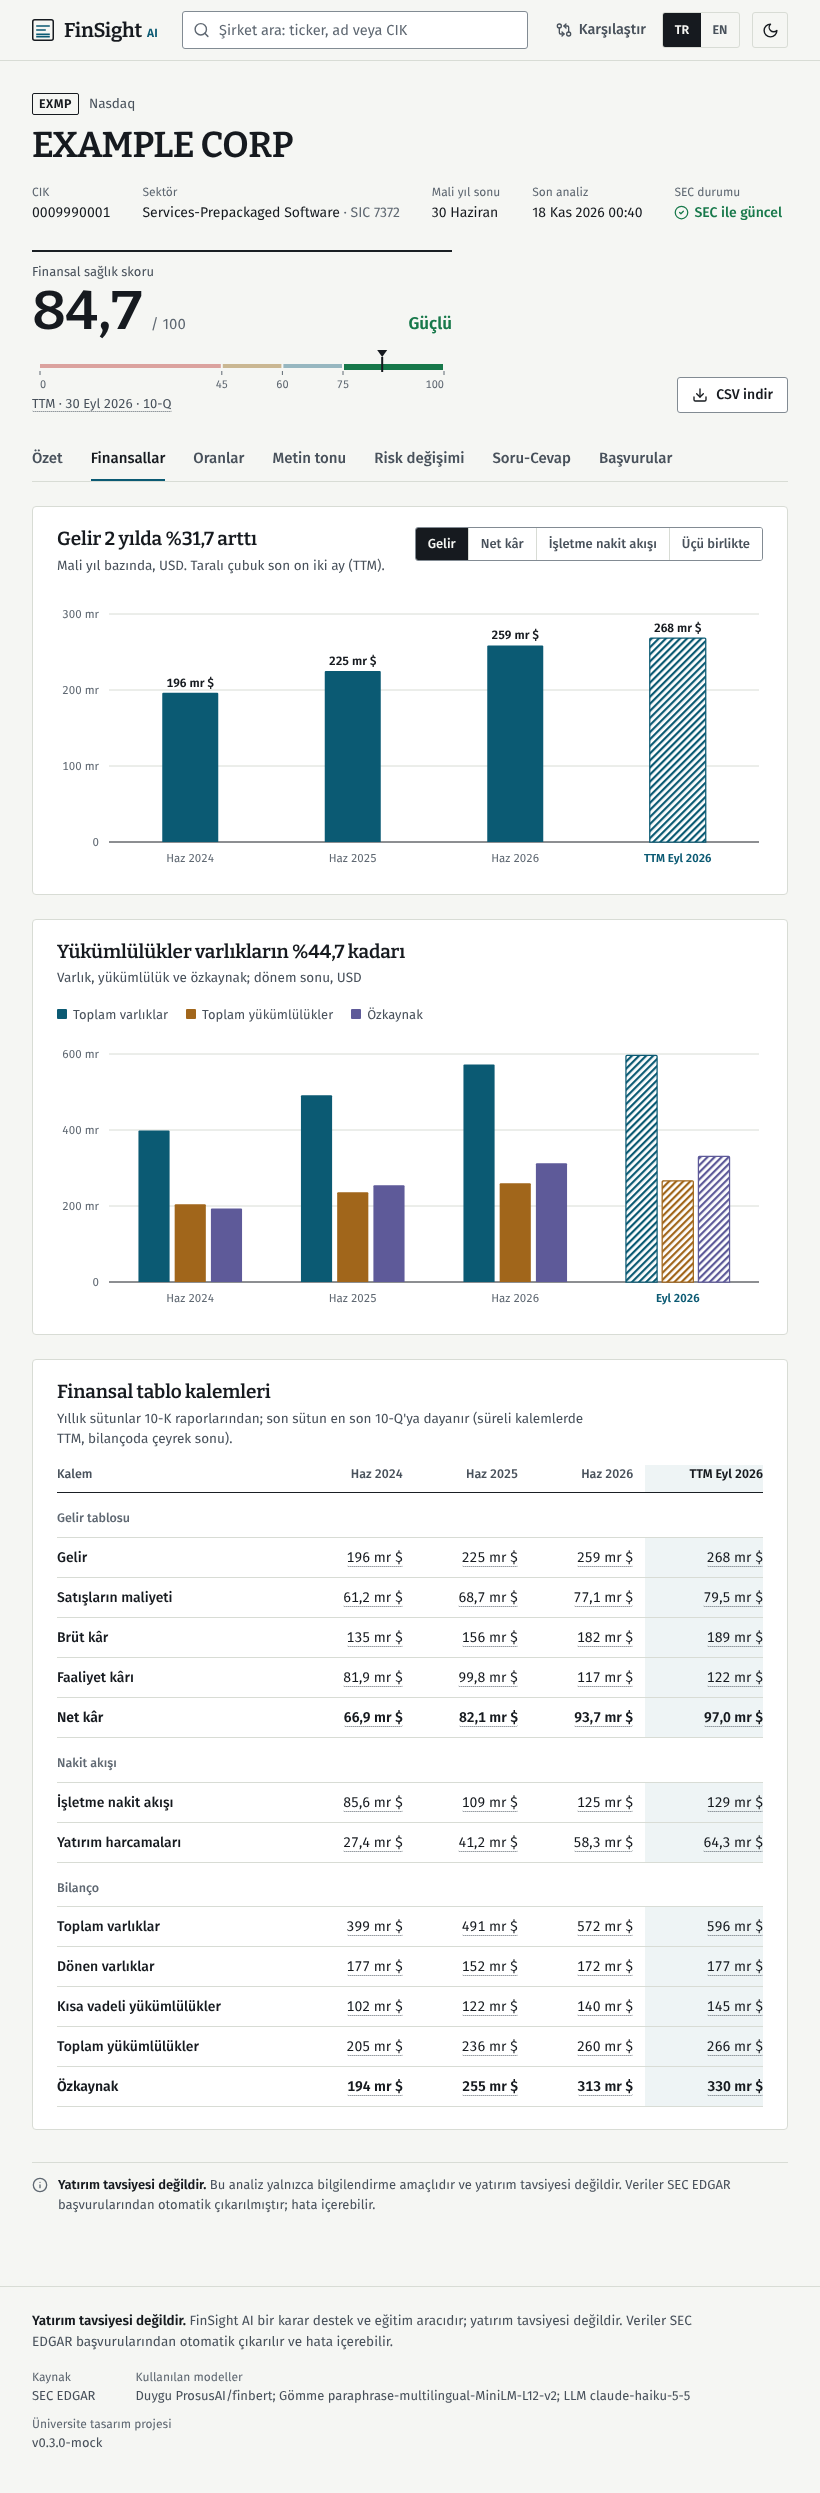 FinSight AI
Şirket ara: ticker, ad veya CIK
Karşılaştır
TR EN
EXMP Nasdaq
EXAMPLE CORP
CIK Sektör Mali yıl sonu Son analiz SEC durumu
0009990001 Services-Prepackaged Software · SIC 7372 30 Haziran 18 Kas 2026 00:40 SEC ile güncel
Finansal sağlık skoru
84,7 / 100 Güçlü
0 45 60 75 100
TTM · 30 Eyl 2026 · 10-Q
CSV indir
Özet Finansallar Oranlar Metin tonu Risk değişimi Soru-Cevap Başvurular
Gelir 2 yılda %31,7 arttı
Mali yıl bazında, USD. Taralı çubuk son on iki ay (TTM).
Gelir Net kâr İşletme nakit akışı Üçü birlikte
300 mr
200 mr
100 mr
0
196 mr $ 225 mr $ 259 mr $ 268 mr $
Haz 2024 Haz 2025 Haz 2026 TTM Eyl 2026
Yükümlülükler varlıkların %44,7 kadarı
Varlık, yükümlülük ve özkaynak; dönem sonu, USD
Toplam varlıklar Toplam yükümlülükler Özkaynak
600 mr
400 mr
200 mr
0
Haz 2024 Haz 2025 Haz 2026 Eyl 2026
Finansal tablo kalemleri
Yıllık sütunlar 10-K raporlarından; son sütun en son 10-Q'ya dayanır (süreli kalemlerde
TTM, bilançoda çeyrek sonu).
Kalem Haz 2024 Haz 2025 Haz 2026 TTM Eyl 2026
Gelir tablosu
Gelir 196 mr $ 225 mr $ 259 mr $ 268 mr $
Satışların maliyeti 61,2 mr $ 68,7 mr $ 77,1 mr $ 79,5 mr $
Brüt kâr 135 mr $ 156 mr $ 182 mr $ 189 mr $
Faaliyet kârı 81,9 mr $ 99,8 mr $ 117 mr $ 122 mr $
Net kâr 66,9 mr $ 82,1 mr $ 93,7 mr $ 97,0 mr $
Nakit akışı
İşletme nakit akışı 85,6 mr $ 109 mr $ 125 mr $ 129 mr $
Yatırım harcamaları 27,4 mr $ 41,2 mr $ 58,3 mr $ 64,3 mr $
Bilanço
Toplam varlıklar 399 mr $ 491 mr $ 572 mr $ 596 mr $
Dönen varlıklar 177 mr $ 152 mr $ 172 mr $ 177 mr $
Kısa vadeli yükümlülükler 102 mr $ 122 mr $ 140 mr $ 145 mr $
Toplam yükümlülükler 205 mr $ 236 mr $ 260 mr $ 266 mr $
Özkaynak 194 mr $ 255 mr $ 313 mr $ 330 mr $
Yatırım tavsiyesi değildir. Bu analiz yalnızca bilgilendirme amaçlıdır ve yatırım tavsiyesi değildir. Veriler SEC EDGAR
başvurularından otomatik çıkarılmıştır; hata içerebilir.
Yatırım tavsiyesi değildir. FinSight AI bir karar destek ve eğitim aracıdır; yatırım tavsiyesi değildir. Veriler SEC
EDGAR başvurularından otomatik çıkarılır ve hata içerebilir.
Kaynak Kullanılan modeller
SEC EDGAR Duygu ProsusAI/finbert; Gömme paraphrase-multilingual-MiniLM-L12-v2; LLM claude-haiku-5-5
Üniversite tasarım projesi
v0.3.0-mock